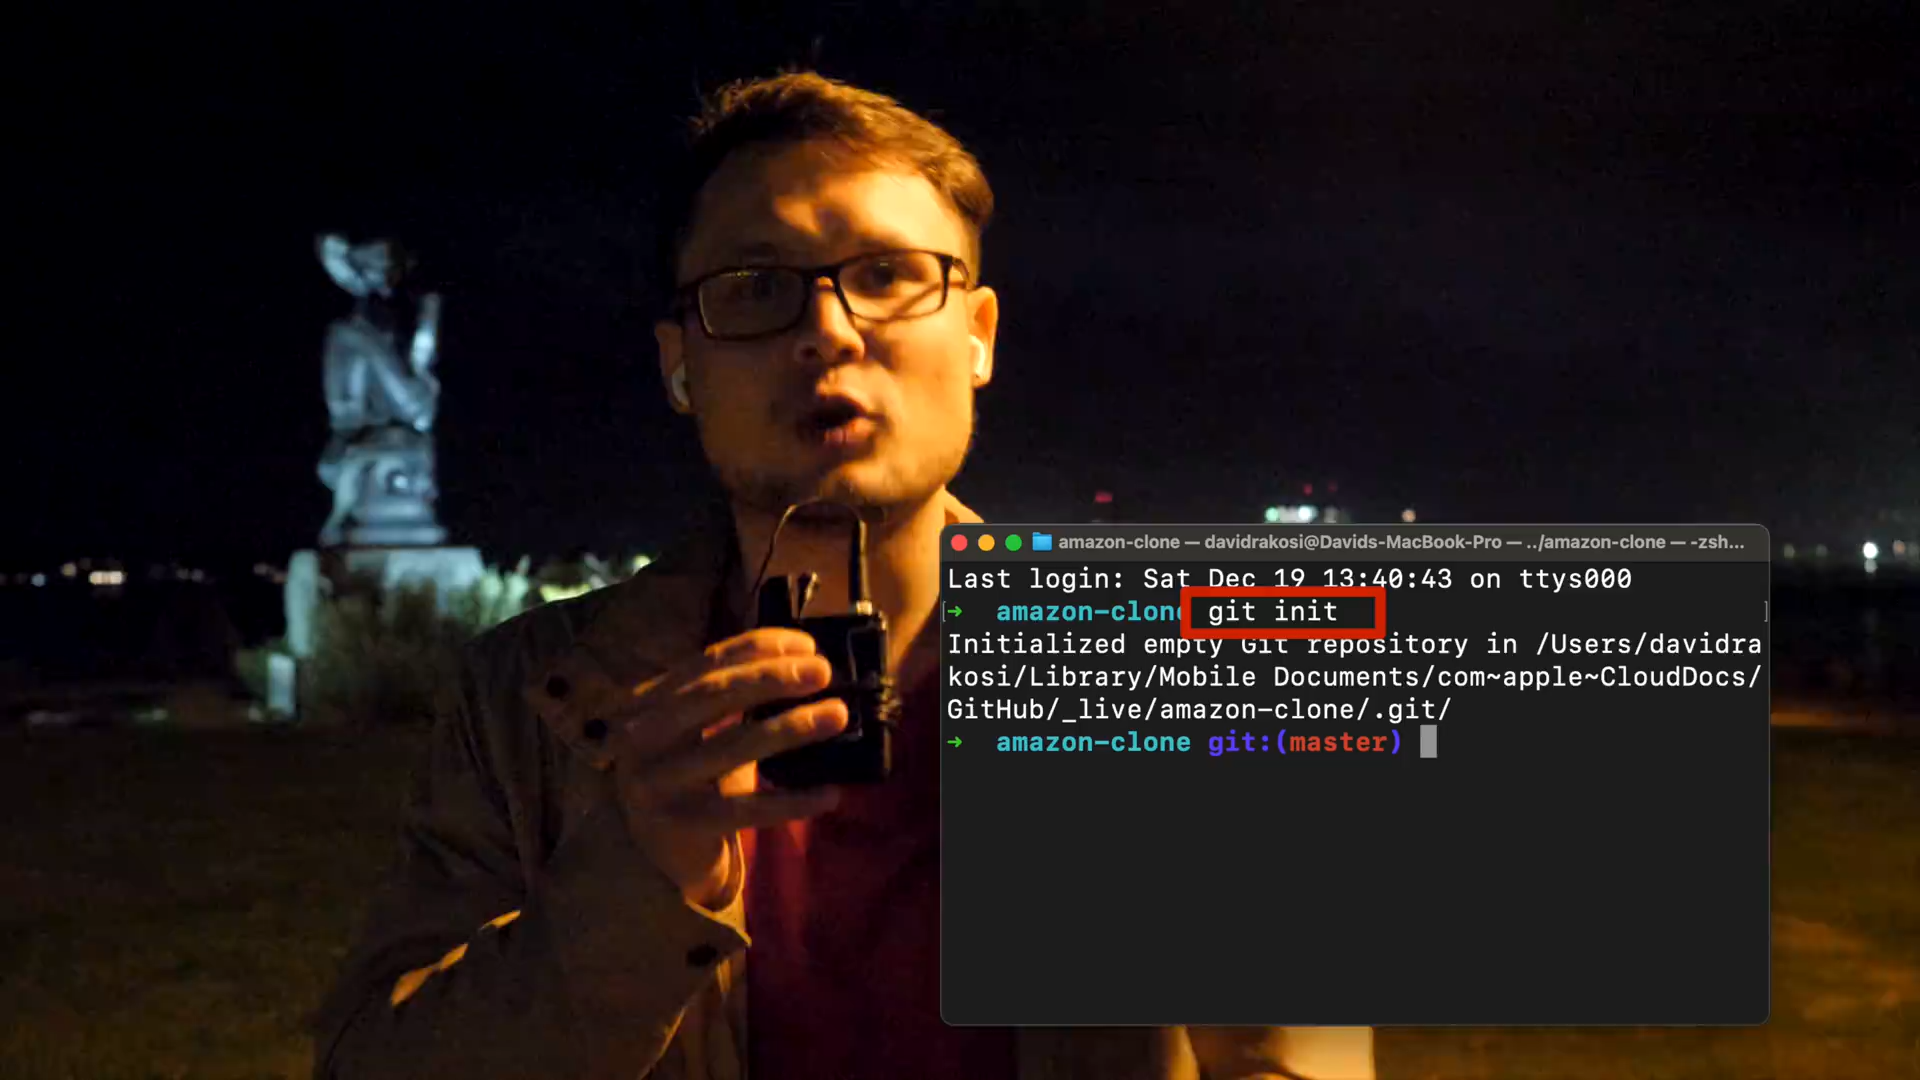 amazon-clone — davidrakosi@Davids-MacBook-Pro — ../amazon-clone — -zsh...
Last login: Sat Dec 19 13:40:43 on ttys000
[➜ amazon-clone git init ]
Initialized empty Git repository in /Users/davidra
kosi/Library/Mobile Documents/com~apple~CloudDocs/
GitHub/_live/amazon-clone/.git/
➜ amazon-clone git:(master)